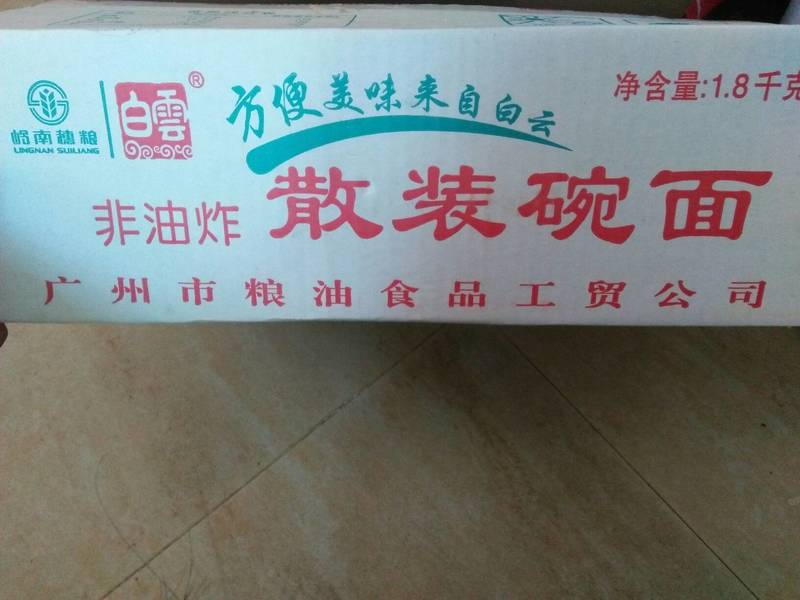 岭南穗粮
LINGNAN SUILIANG
白雲®
方便美味来自白云
净含量:1.8千克
非油炸 散装碗面
广州市粮油食品工贸公司